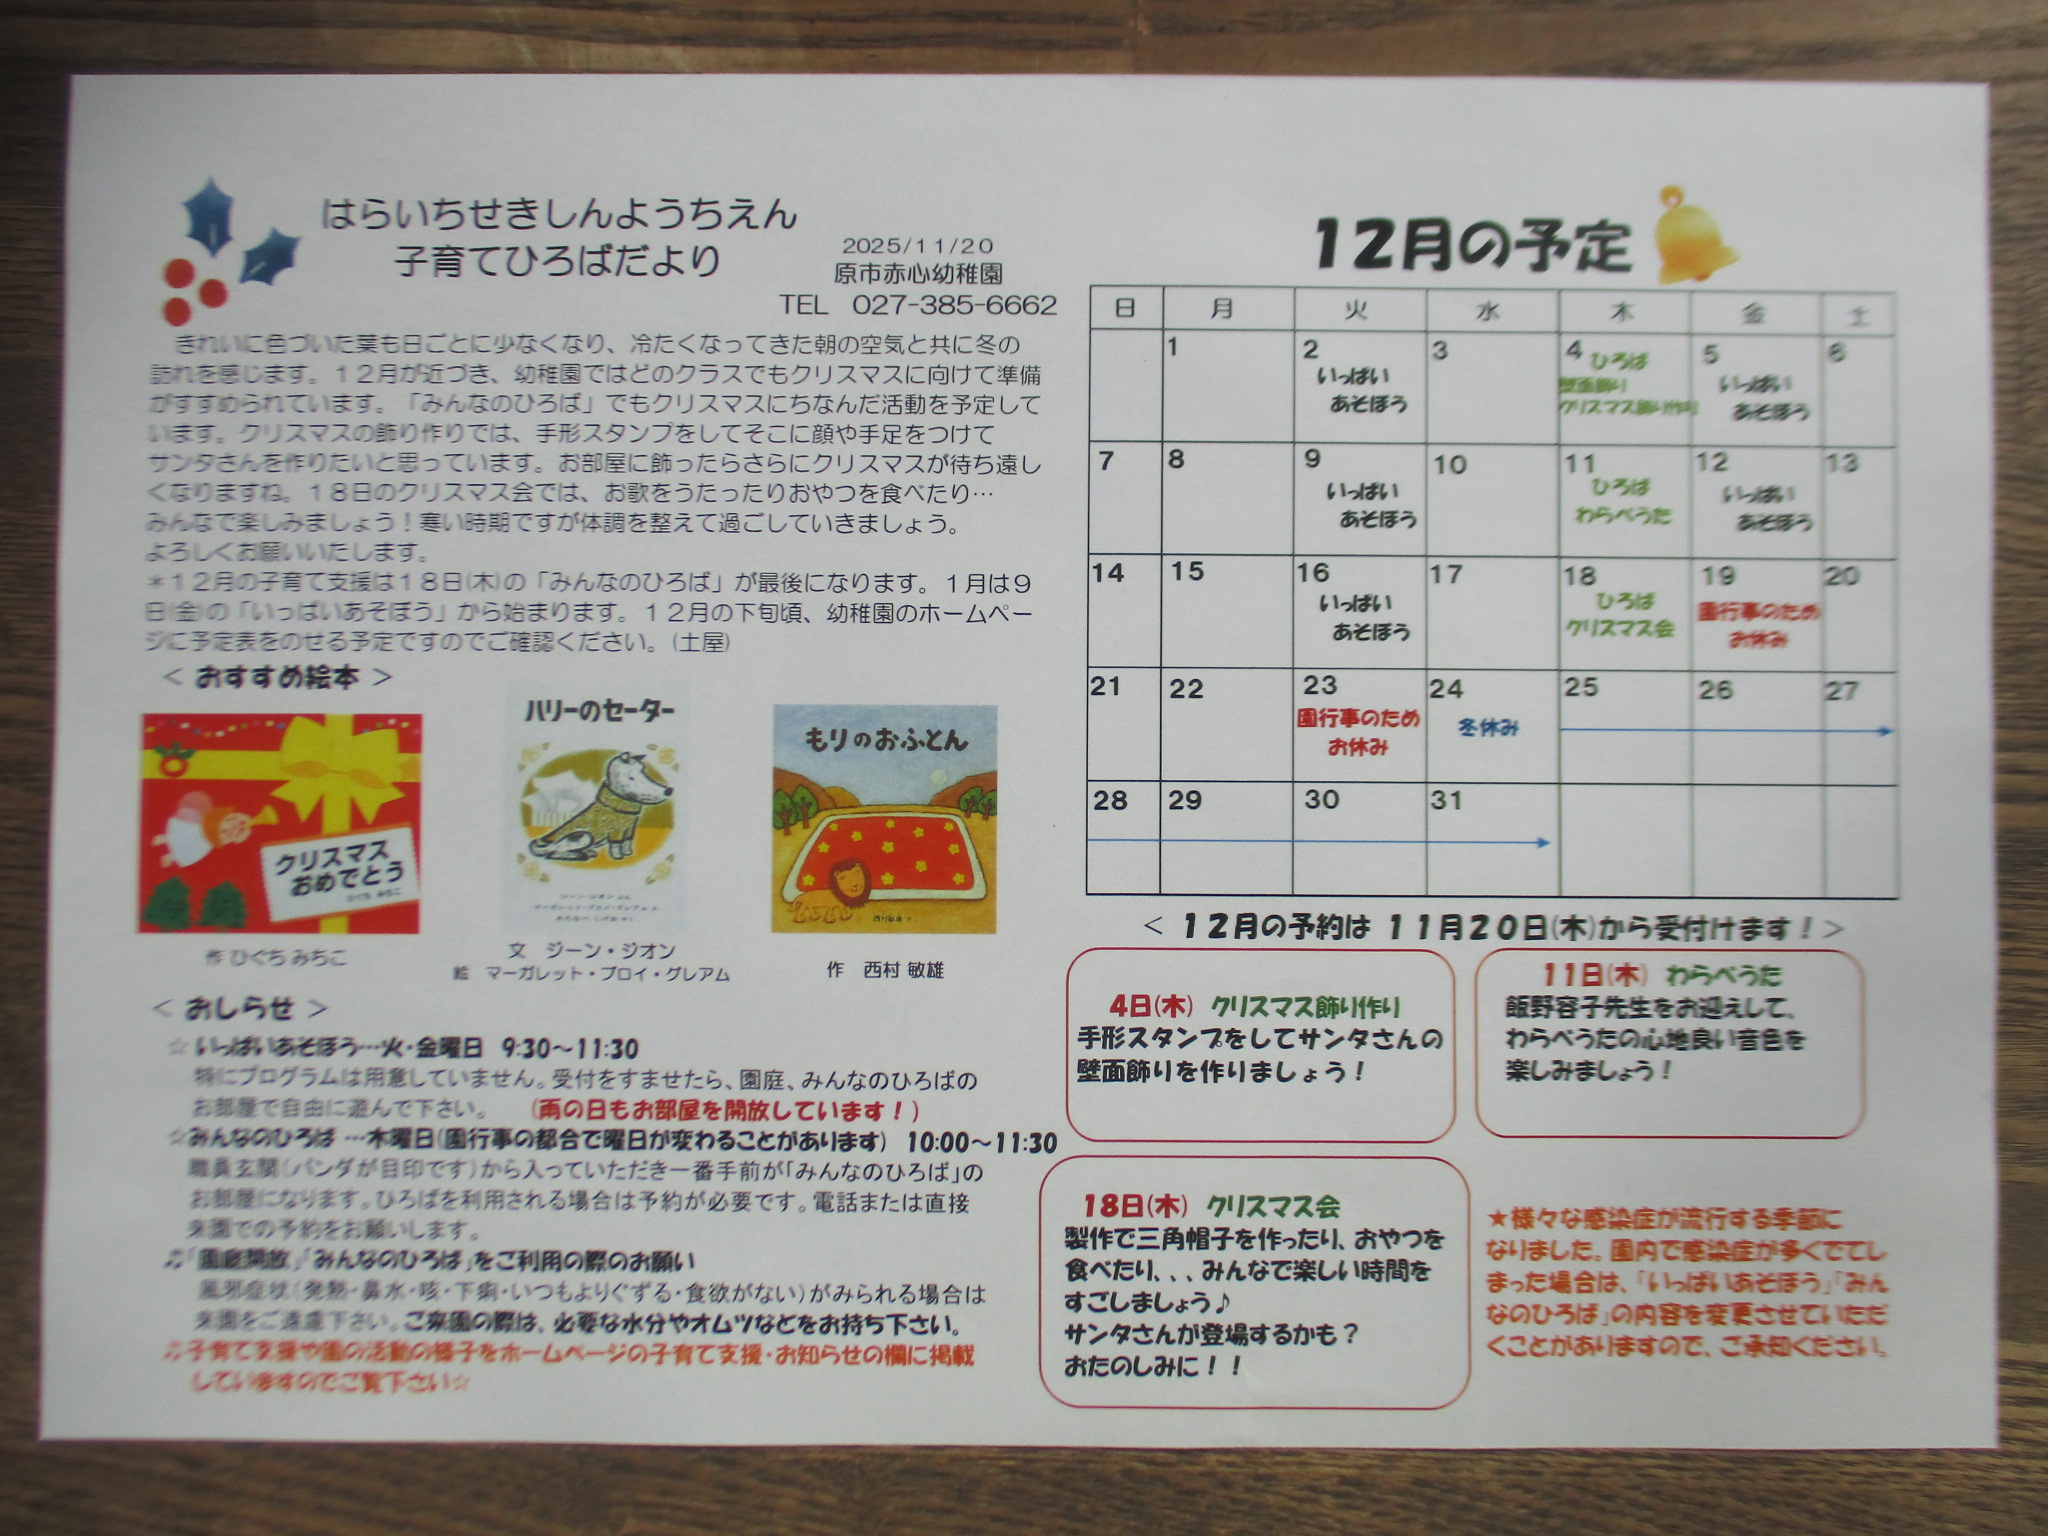 はらいちせきしんようちえん
子育てひろばだより
2025/11/20
原市赤心幼稚園
TEL 027-385-6662
きれいに色づいた葉も日ごとに少なくなり、冷たくなってきた朝の空気と共に冬の
訪れを感じます。１２月が近づき、幼稚園ではどのクラスでもクリスマスに向けて準備
がすすめられています。「みんなのひろば」でもクリスマスにちなんだ活動を予定して
います。クリスマスの飾り作りでは、手形スタンプをしてそこに顔や手足をつけて
サンタさんを作りたいと思っています。お部屋に飾ったらさらにクリスマスが待ち遠し
くなりますね。１８日のクリスマス会では、お歌をうたったりおやつを食べたり…
みんなで楽しみましょう！寒い時期ですが体調を整えて過ごしていきましょう。
よろしくお願いいたします。
＊１２月の子育て支援は１８日(木)の「みんなのひろば」が最後になります。１月は９
日(金)の「いっぱいあそぼう」から始まります。１２月の下旬頃、幼稚園のホームペー
ジに予定表をのせる予定ですのでご確認ください。(土屋)
＜ おすすめ絵本 ＞
クリスマス
おめでとう
ひぐち みちこ
作 ひぐち みちこ
ハリーのセーター
文 ジーン・ジオン
絵 マーガレット・ブロイ・グレアム
もりのおふとん
西村敏雄 さく
作 西村 敏雄
＜ おしらせ ＞
☆いっぱいあそぼう…火・金曜日 9:30～11:30
特にプログラムは用意していません。受付をすませたら、園庭、みんなのひろばの
お部屋で自由に遊んで下さい。 （雨の日もお部屋を開放しています！）
☆みんなのひろば …木曜日(園行事の都合で曜日が変わることがあります) 10:00～11:30
職員玄関(パンダが目印です)から入っていただき一番手前が「みんなのひろば」の
お部屋になります。ひろばを利用される場合は予約が必要です。電話または直接
来園での予約をお願いします。
♫「園庭開放」「みんなのひろば」をご利用の際のお願い
風邪症状(発熱・鼻水・咳・下痢・いつもよりぐずる・食欲がない)がみられる場合は
来園をご遠慮下さい。ご来園の際は、必要な水分やオムツなどをお持ち下さい。
♫子育て支援や園の活動の様子をホームページの子育て支援・お知らせの欄に掲載
していますのでご覧下さい☆
12月の予定
日 月 火 水 木 金 土
1 2 3 4 5 6
いっぱい
あそぼう
ひろば
壁面飾り
クリスマス飾り作り
いっぱい
あそぼう
7 8 9 10 11 12 13
いっぱい
あそぼう
ひろば
わらべうた
いっぱい
あそぼう
14 15 16 17 18 19 20
いっぱい
あそぼう
ひろば
クリスマス会
園行事のため
お休み
21 22 23 24 25 26 27
園行事のため
お休み
冬休み
28 29 30 31
＜ １２月の予約は １１月２０日(木)から受付けます！＞
4日(木) クリスマス飾り作り
手形スタンプをしてサンタさんの
壁面飾りを作りましょう！
11日(木) わらべうた
飯野容子先生をお迎えして、
わらべうたの心地良い音色を
楽しみましょう！
18日(木) クリスマス会
製作で三角帽子を作ったり、おやつを
食べたり、、、みんなで楽しい時間を
すごしましょう♪
サンタさんが登場するかも？
おたのしみに！！
★様々な感染症が流行する季節に
なりました。園内で感染症が多くでてし
まった場合は、「いっぱいあそぼう」「みん
なのひろば」の内容を変更させていただ
くことがありますので、ご承知ください。